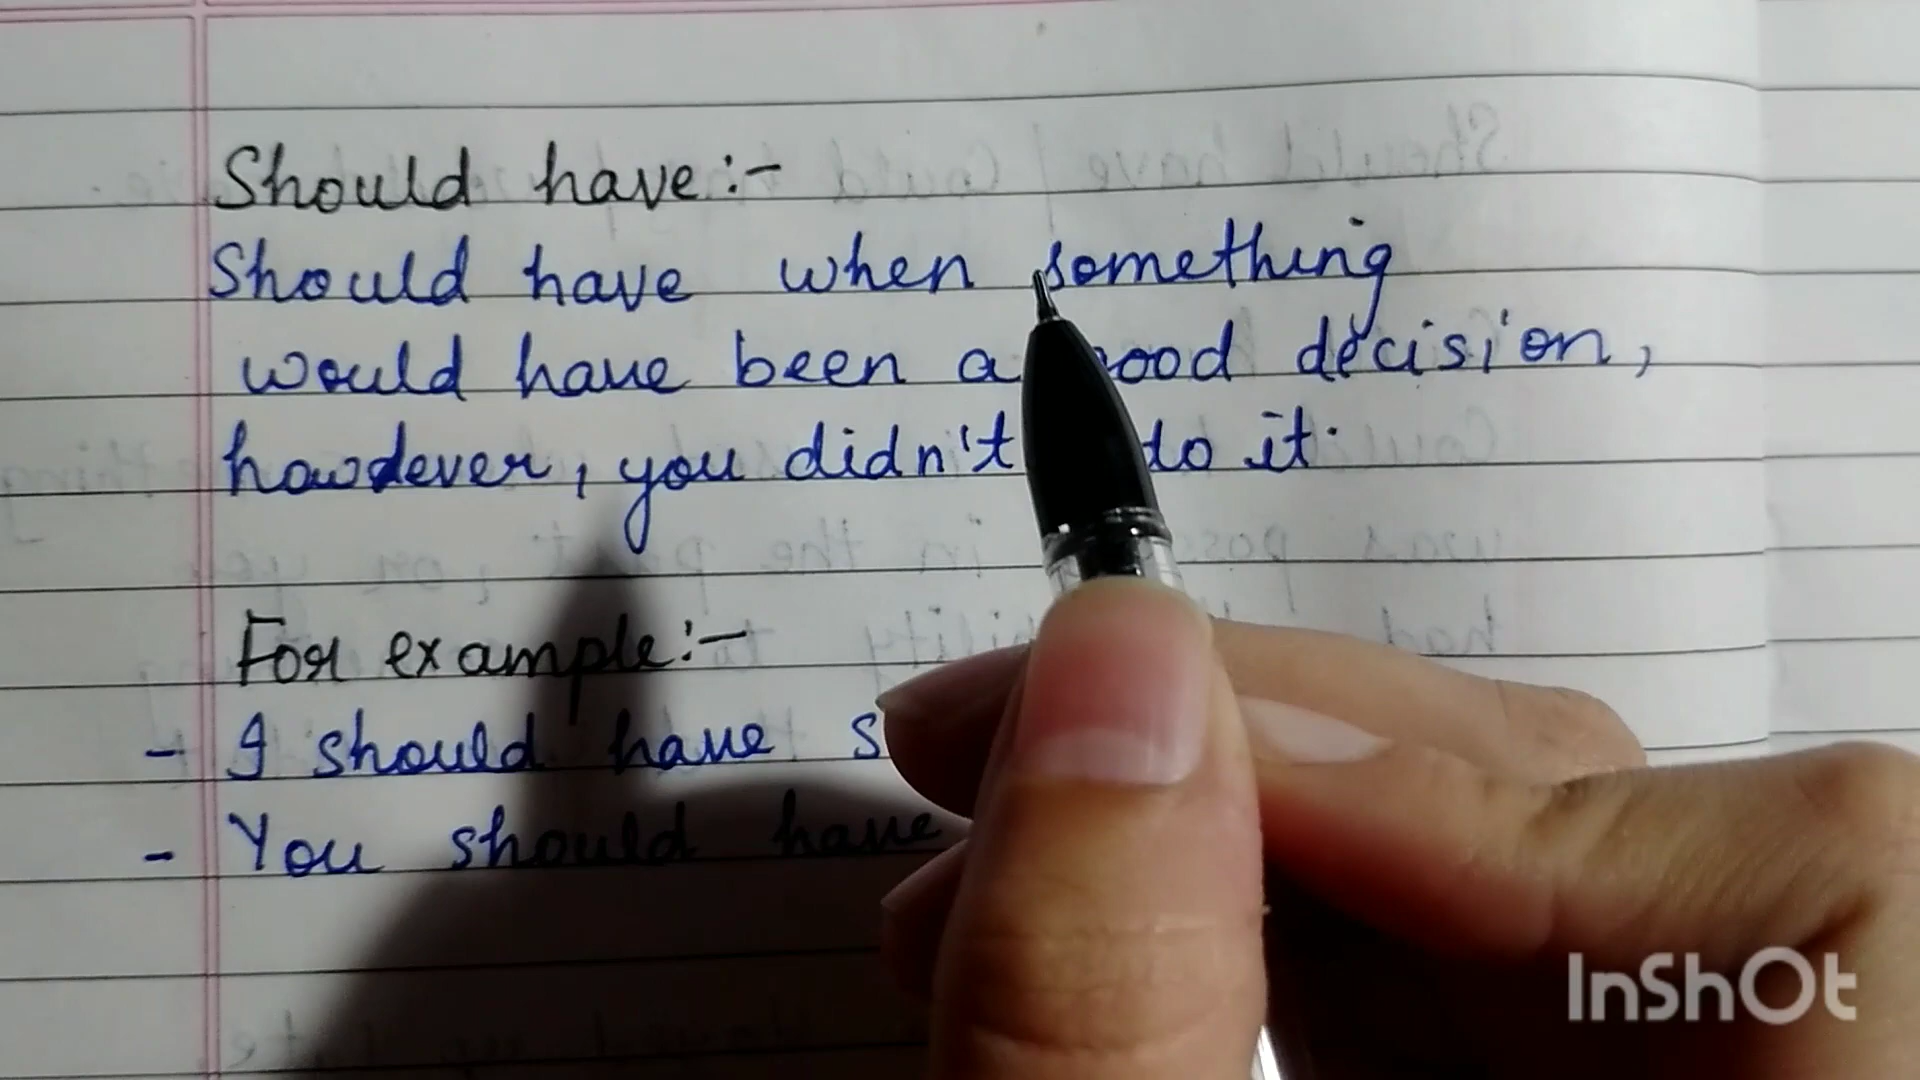 Should have:-
Should have when something
would have been a good decision,
howdever, you didn't do it.
For example:-
- I should have
- You should have
InShOt